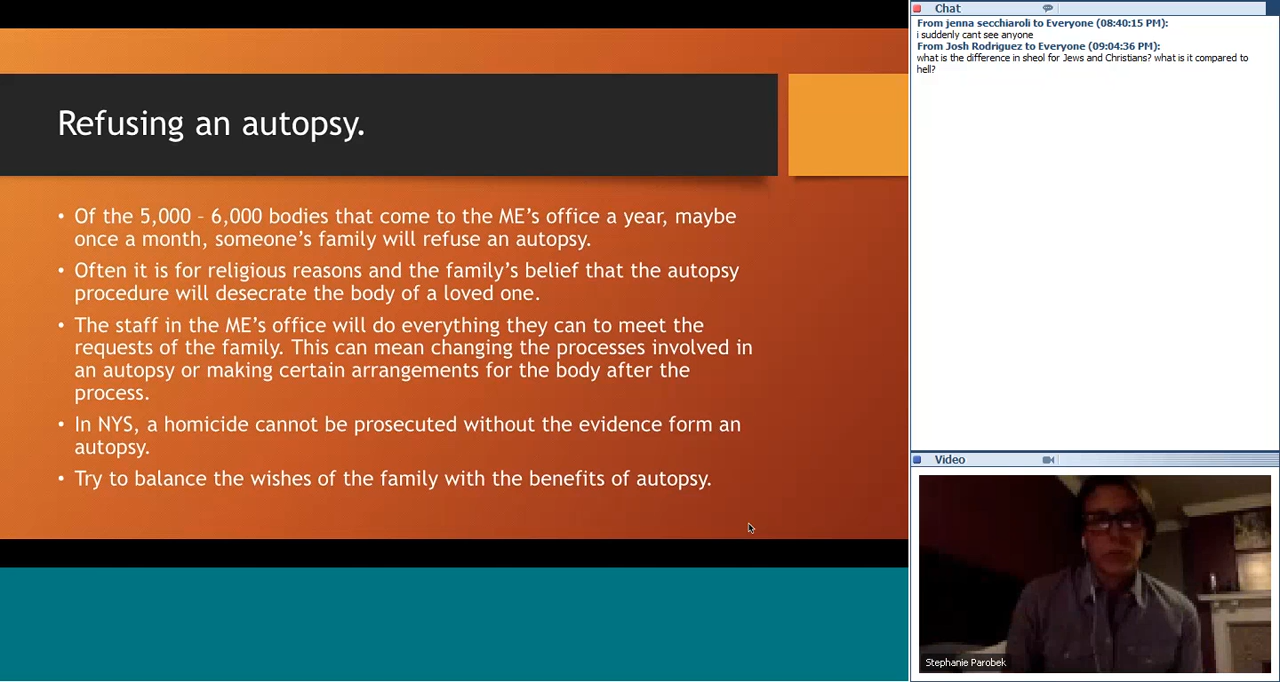 Refusing an autopsy.
• Of the 5,000 – 6,000 bodies that come to the ME’s office a year, maybe
once a month, someone’s family will refuse an autopsy.
• Often it is for religious reasons and the family’s belief that the autopsy
procedure will desecrate the body of a loved one.
• The staff in the ME’s office will do everything they can to meet the
requests of the family. This can mean changing the processes involved in
an autopsy or making certain arrangements for the body after the
process.
• In NYS, a homicide cannot be prosecuted without the evidence form an
autopsy.
• Try to balance the wishes of the family with the benefits of autopsy.
Chat
From jenna secchiaroli to Everyone (08:40:15 PM):
i suddenly cant see anyone
From Josh Rodriguez to Everyone (09:04:36 PM):
what is the difference in sheol for Jews and Christians? what is it compared to
hell?
Video
Stephanie Parobek